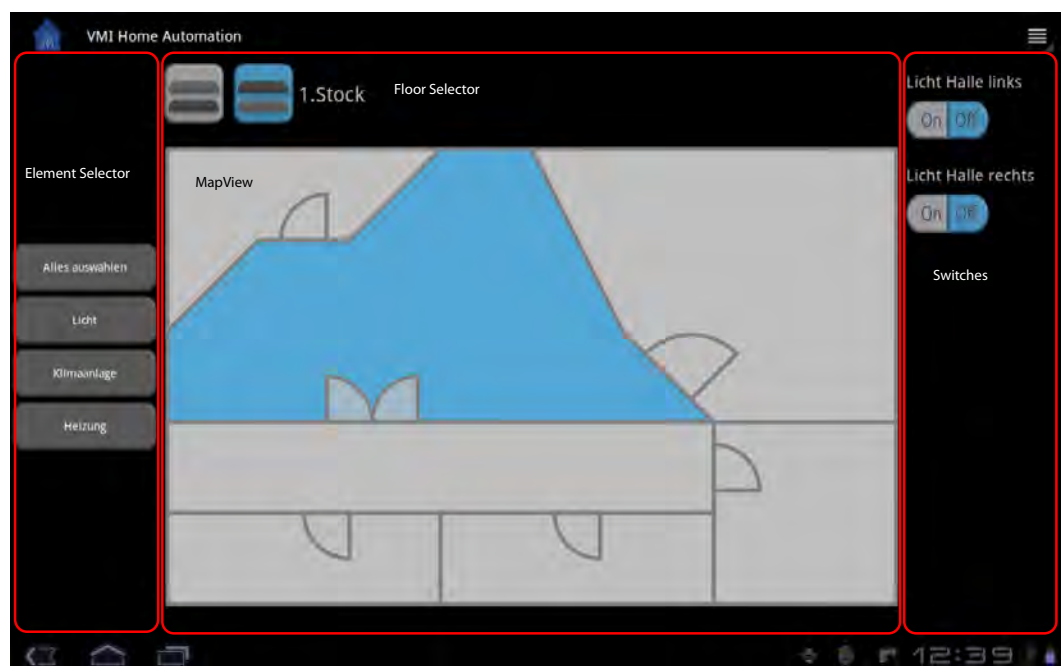 VMI Home Automation
1.Stock
Floor Selector
Element Selector
MapView
Alles auswählen
Licht
Klimaanlage
Heizung
Licht Halle links
On Off
Licht Halle rechts
On Off
Switches
12:39